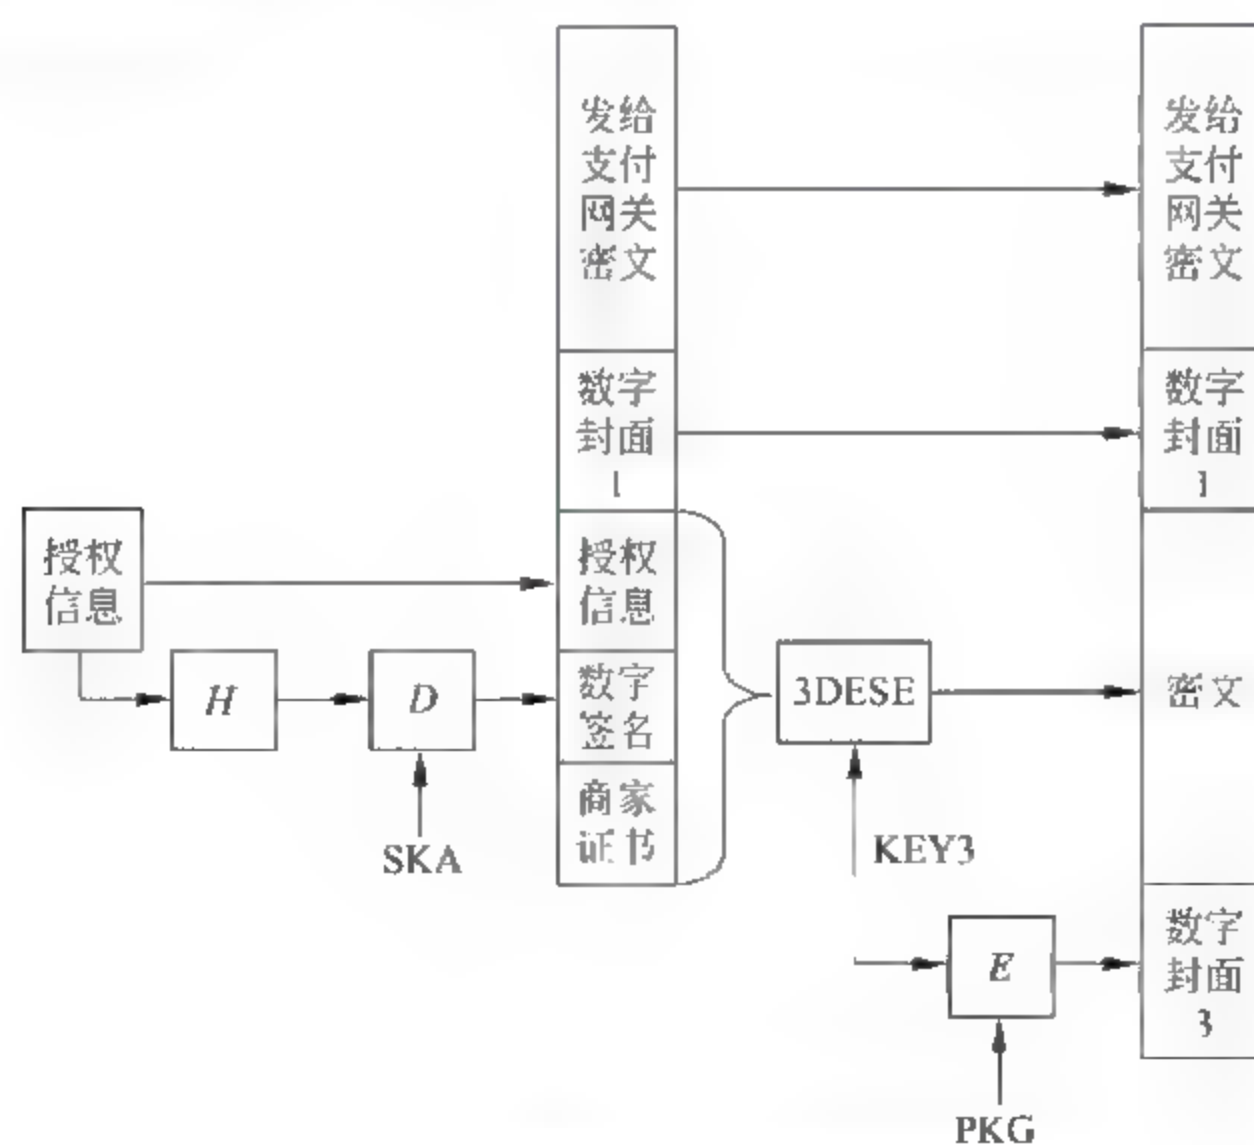 发给
支付
网关
密文
发给
支付
网关
密文
数字
封面
1
数字
封面
1
授权
信息
授权
信息
H
D
数字
签名
3DESE
密文
商家
证书
SKA
KEY3
E
数字
封面
3
PKG